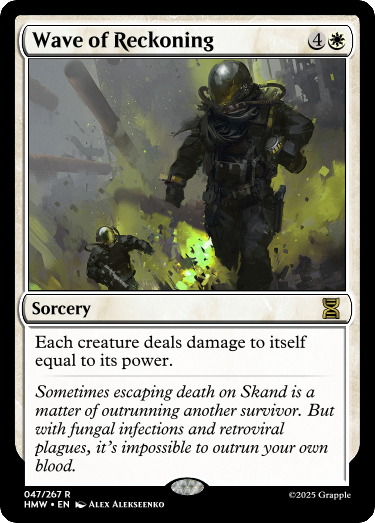 Wave of Reckoning 4
Sorcery
Each creature deals damage to itself
equal to its power.
Sometimes escaping death on Skand is a
matter of outrunning another survivor. But
with fungal infections and retroviral
plagues, it's impossible to outrun your own
blood.
047/267 R
HMW • EN Alex Alekseenko
©2025 Grapple